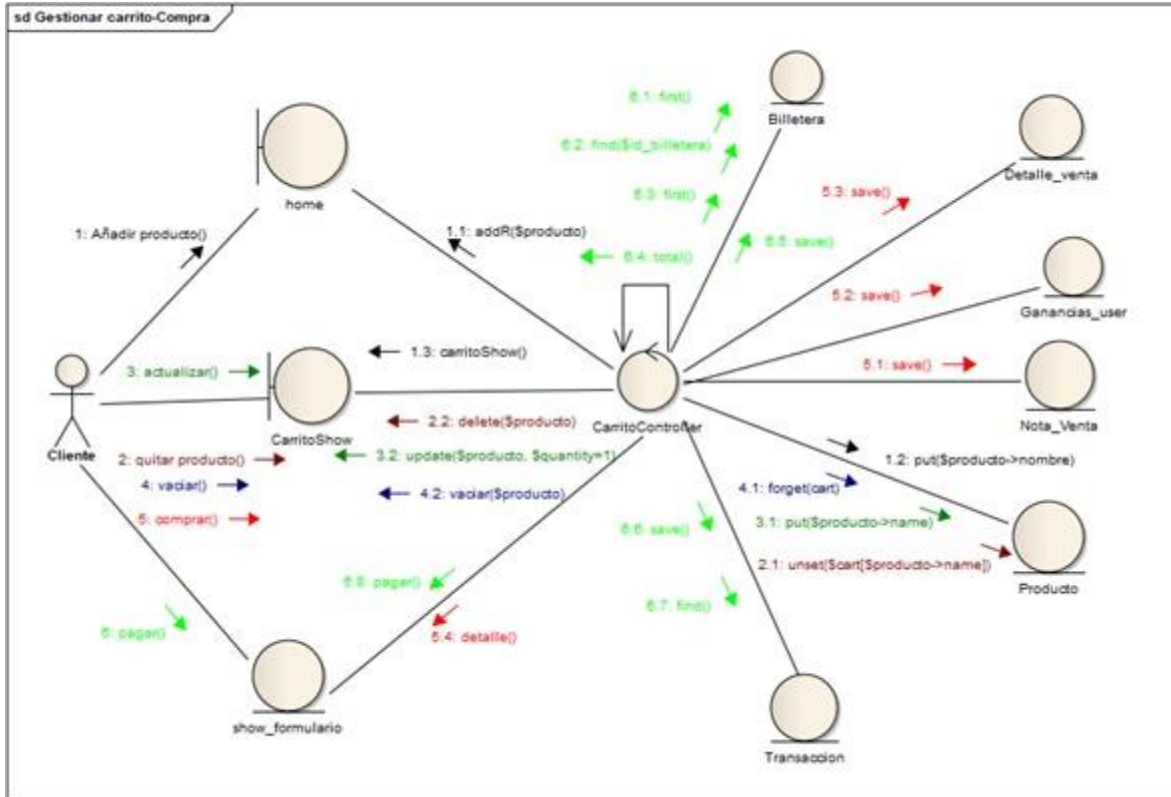 sd Gestionar carrito-Compra
6.1: first()
Billetera
6.2: find($id_billetera)
Detalle_venta
6.3: first()
5.3: save()
home
1: Añadir producto()
1.1: addR($producto)
6.4: total()
6.5: save()
5.2: save()
Ganancias_user
1.3: carritoShow()
5.1: save()
3: actualizar()
CarritoShow
2.2: dellete($producto)
CarritoController
Nota_Venta
Cliente
2: quitar producto()
3.2: update($producto, $quantity=1)
1.2: put($producto->nombre)
4: vaciar()
4.2: vaciar($producto)
4.1: forget(cart)
5: comprar()
3.1: put($producto->name)
6.6: save()
2.1: unset($cart[$producto->name])
Producto
6.8: pagar()
6: pagar()
5.4: detallle()
6.7: find()
show_formulario
Transaccion